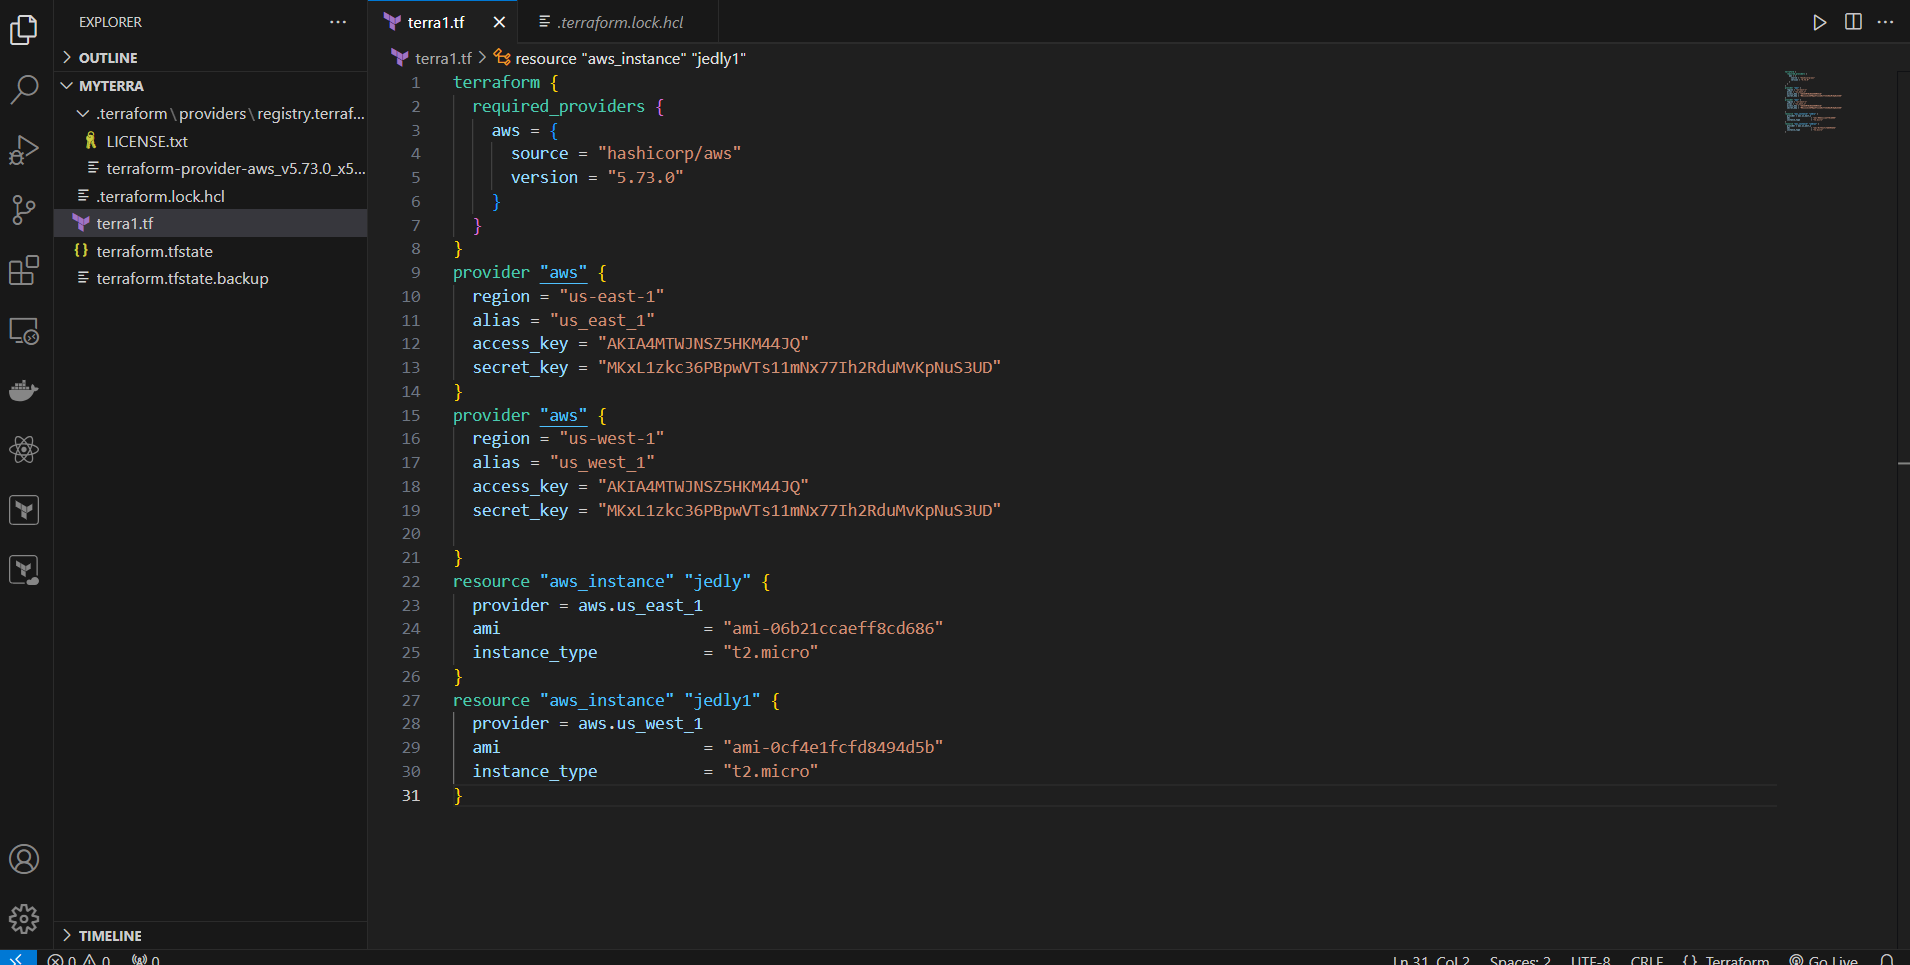 EXPLORER
OUTLINE
MYTERRA
.terraform\providers\registry.terraf...
LICENSE.txt
terraform-provider-aws_v5.73.0_x5...
.terraform.lock.hcl
terra1.tf
terraform.tfstate
terraform.tfstate.backup
TIMELINE
terra1.tf
.terraform.lock.hcl
terra1.tf > resource "aws_instance" "jedly1"
1 terraform {
2 required_providers {
3 aws = {
4 source = "hashicorp/aws"
5 version = "5.73.0"
6 }
7 }
8 }
9 provider "aws" {
10 region = "us-east-1"
11 alias = "us_east_1"
12 access_key = "AKIA4MTWJNSZ5HKM44JQ"
13 secret_key = "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"
14 }
15 provider "aws" {
16 region = "us-west-1"
17 alias = "us_west_1"
18 access_key = "AKIA4MTWJNSZ5HKM44JQ"
19 secret_key = "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"
20
21 }
22 resource "aws_instance" "jedly" {
23 provider = aws.us_east_1
24 ami = "ami-06b21ccaeff8cd686"
25 instance_type = "t2.micro"
26 }
27 resource "aws_instance" "jedly1" {
28 provider = aws.us_west_1
29 ami = "ami-0cf4e1fcfd8494d5b"
30 instance_type = "t2.micro"
31 }
0 0 0
Ln 31, Col 2 Spaces: 2 UTF-8 CRLF {} Terraform Go Live